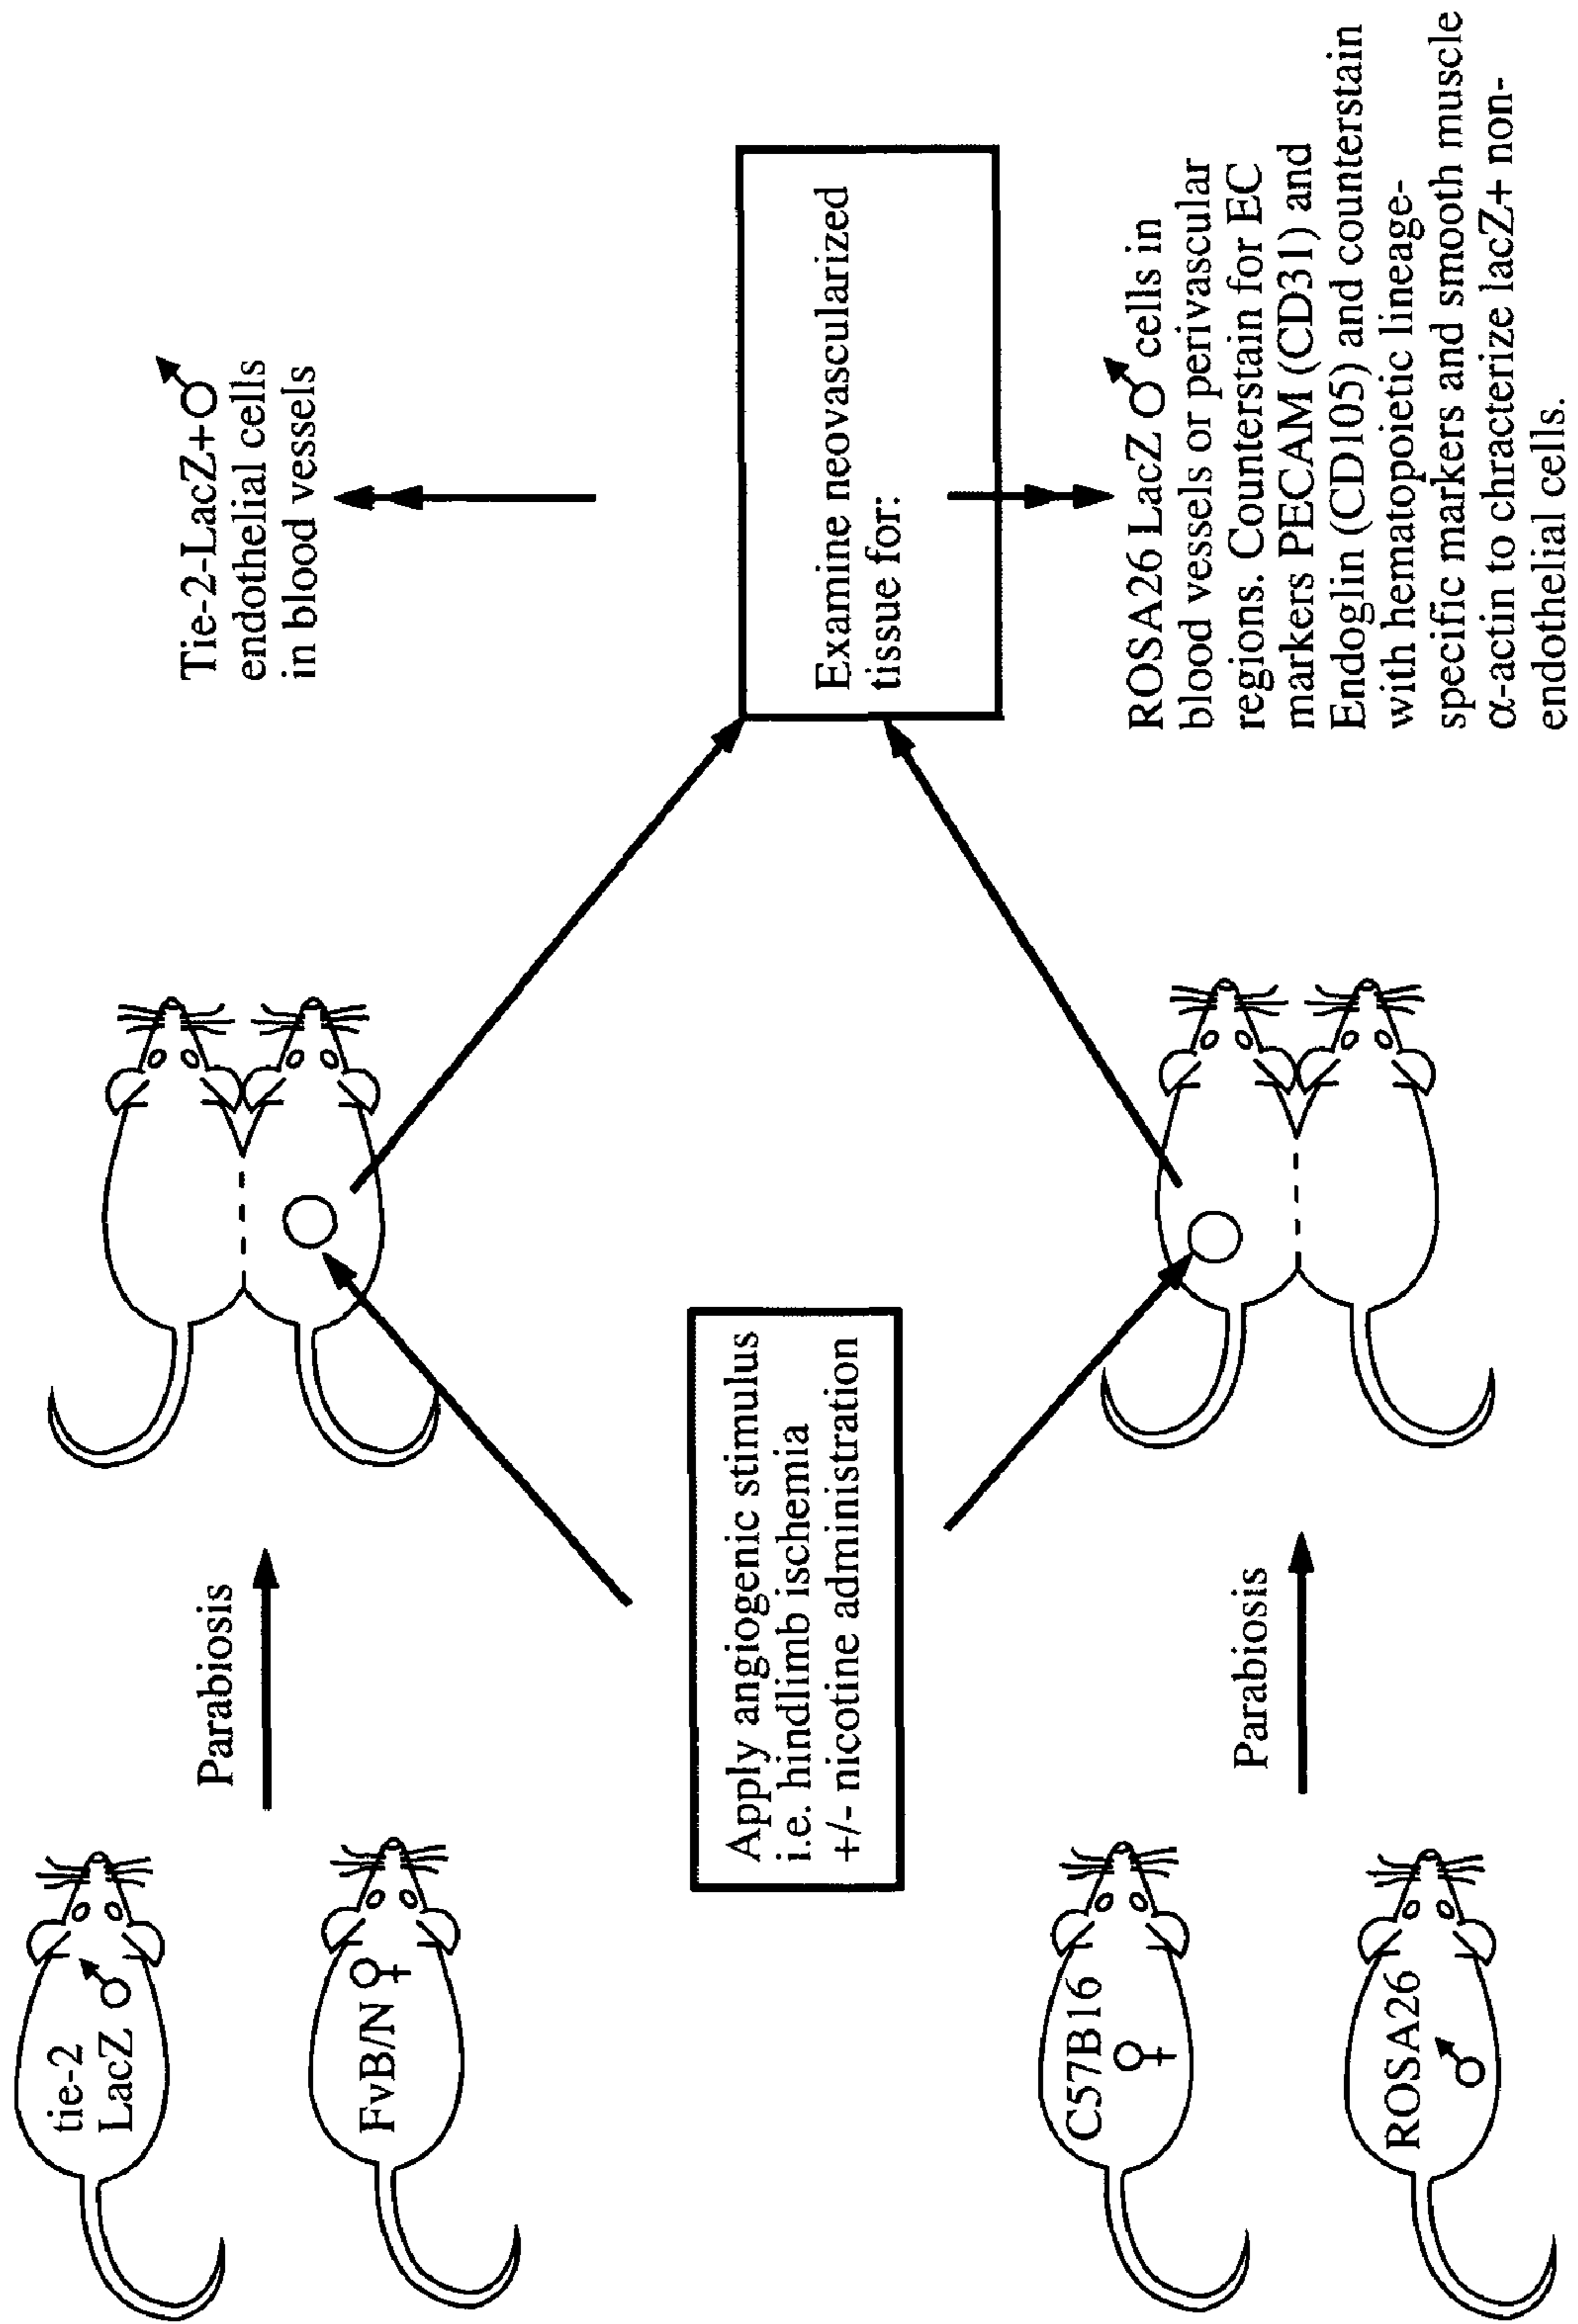 tie-2
LacZ ♂
FvB/N ♀
Parabiosis
Apply angiogenic stimulus
i.e. hindlimb ischemia
+/- nicotine administration
C57B16
♀
ROSA26
♂
Parabiosis
Examine neovascularized
tissue for:
Tie-2-LacZ+♂
endothelial cells
in blood vessels
ROSA26 LacZ ♂ cells in
blood vessels or perivascular
regions. Counterstain for EC
markers PECAM (CD31) and
Endoglin (CD105) and counterstain
with hematopoietic lineage-
specific markers and smooth muscle
α-actin to chracterize lacZ+ non-
endothelial cells.